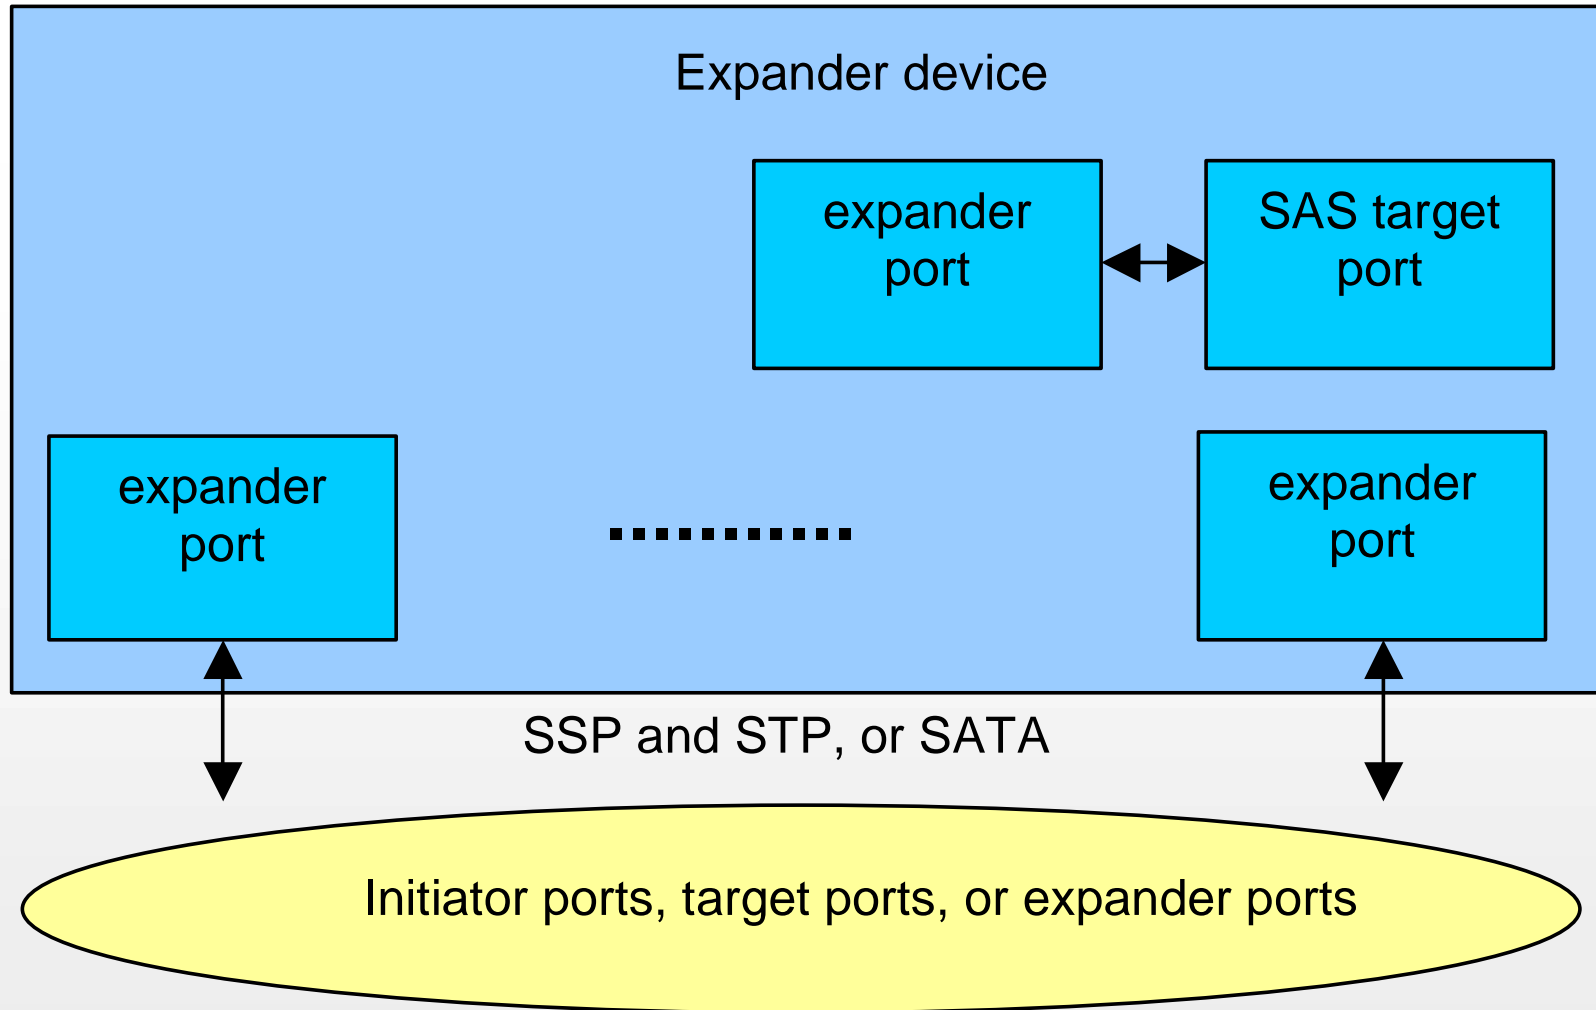 Expander device
expander
port
SAS target
port
expander
port
expander
port
SSP and STP, or SATA
Initiator ports, target ports, or expander ports